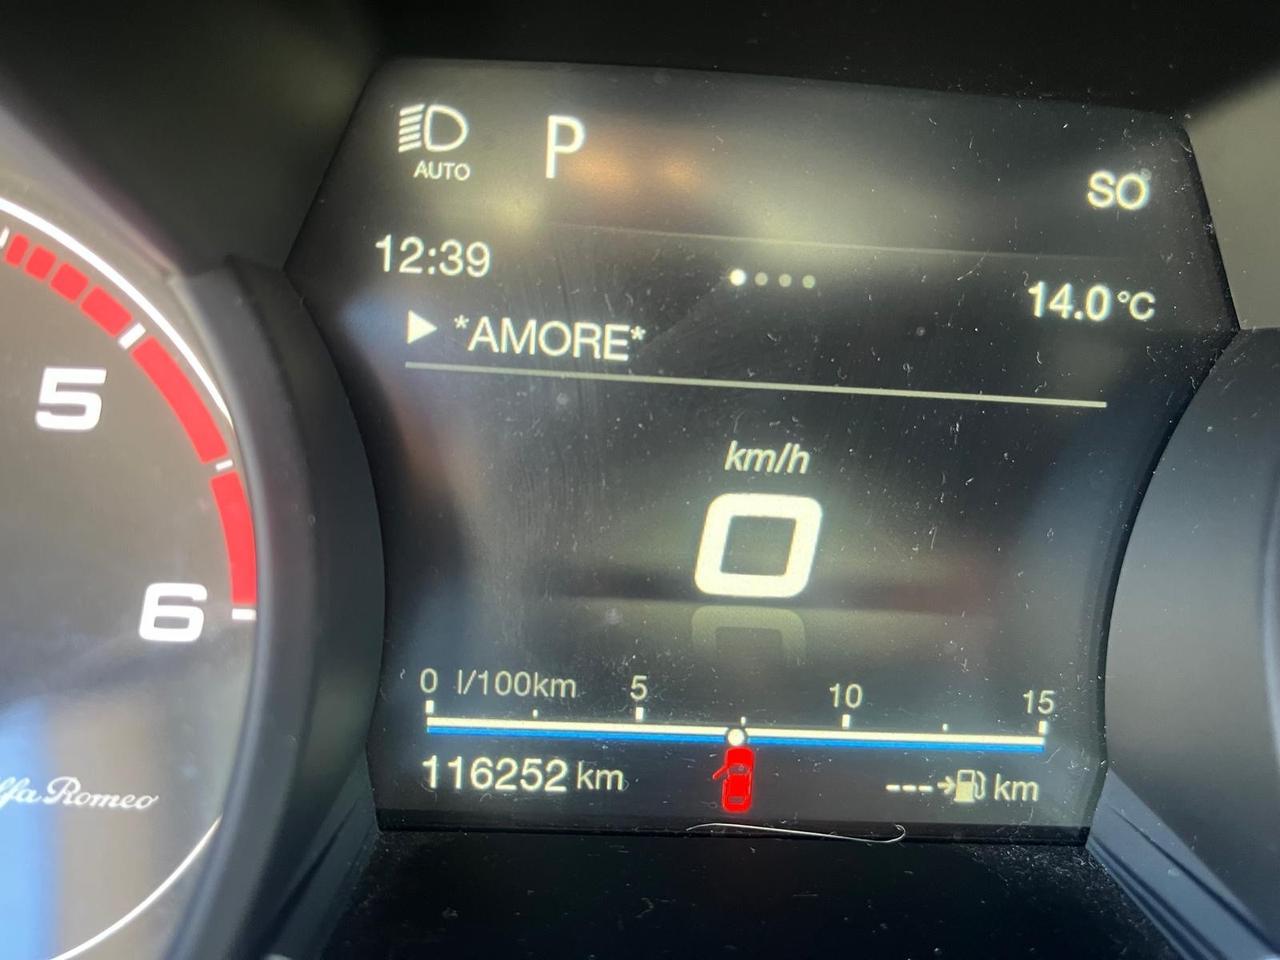 P
AUTO
SO
12:39
14.0 °C
*AMORE*
km/h
5
0
6
0 l/100km 5 10 15
116252 km
--- km
lfa Romeo